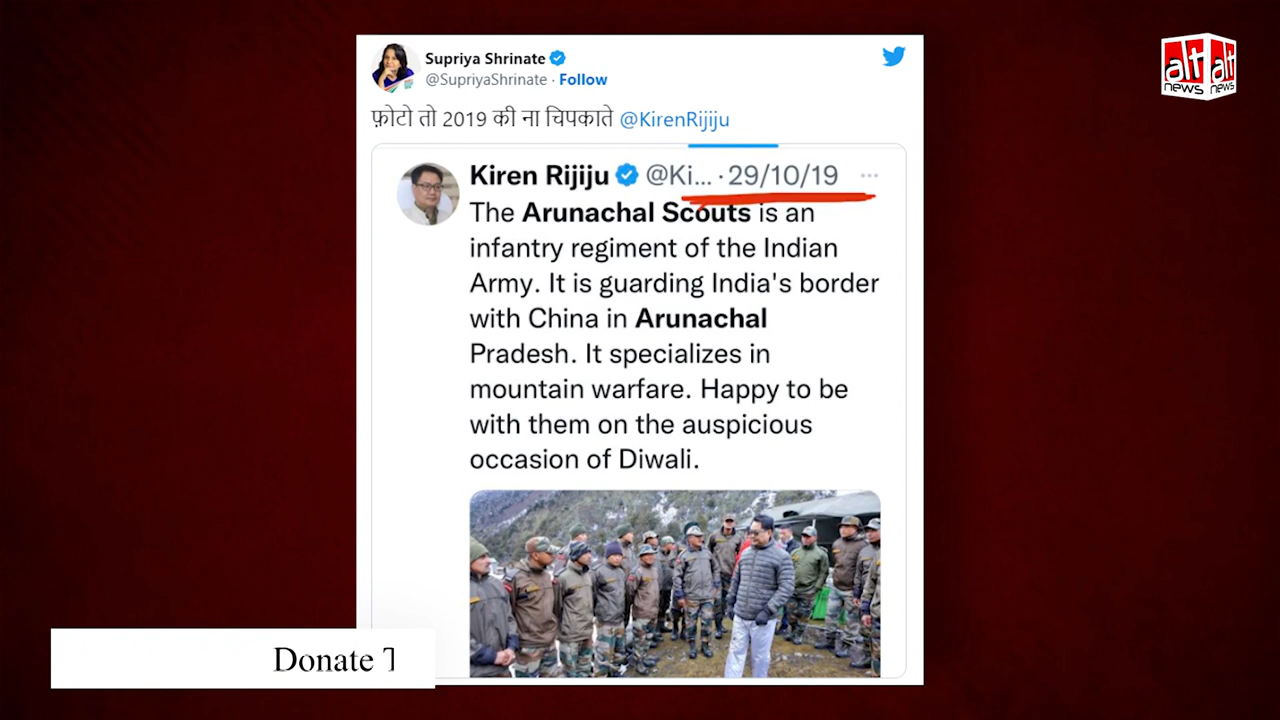 Supriya Shrinate
@SupriyaShrinate · Follow
फ़ोटो तो 2019 की ना चिपकाते @KirenRijiju
Kiren Rijiju @Ki... · 29/10/19 ...
The Arunachal Scouts is an
infantry regiment of the Indian
Army. It is guarding India's border
with China in Arunachal
Pradesh. It specializes in
mountain warfare. Happy to be
with them on the auspicious
occasion of Diwali.
Donate T
alt news
alt news